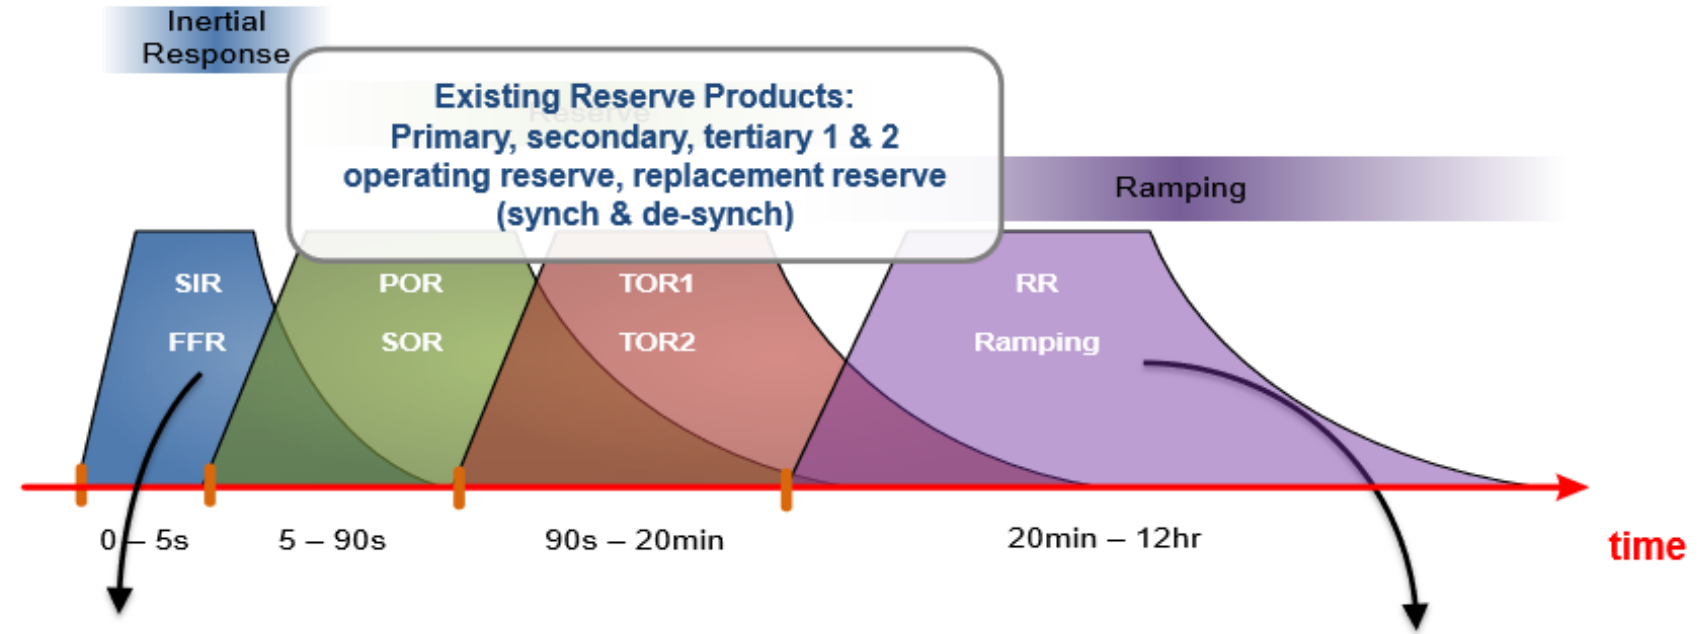 Inertial
Response
Existing Reserve Products:
Reserve
Primary, secondary, tertiary 1 & 2
operating reserve, replacement reserve
(synch & de-synch)
Ramping
SIR
POR
TOR1
RR
FFR
SOR
TOR2
Ramping
0 – 5s
5 – 90s
90s – 20min
20min – 12hr
time